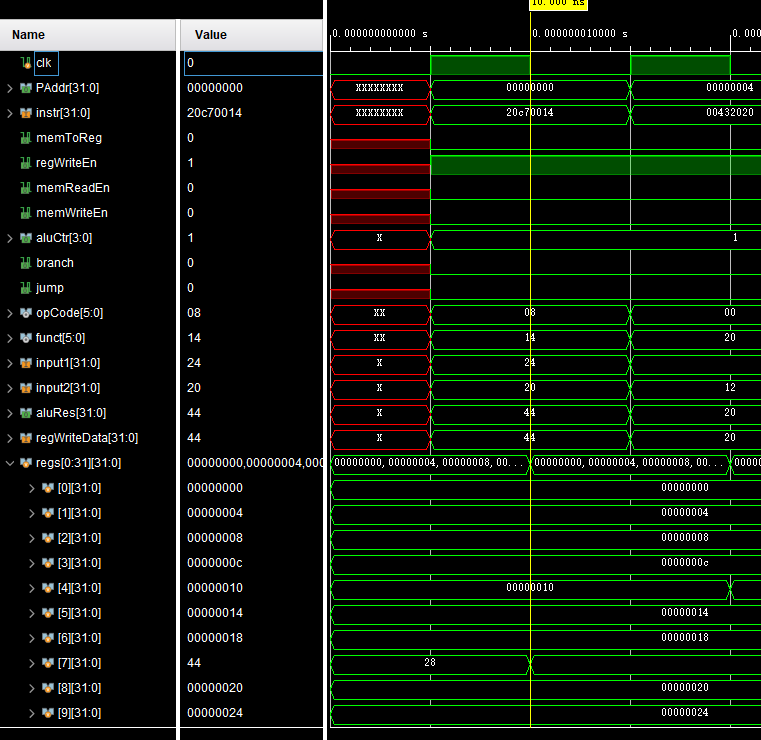 10.000 ns
Name Value
0.000000000000 s 0.000000010000 s 0.000
clk 0
PAddr[31:0] 00000000 XXXXXXXX 00000000 00000004
instr[31:0] 20c70014 XXXXXXXX 20c70014 00432020
memToReg 0
regWriteEn 1
memReadEn 0
memWriteEn 0
aluCtr[3:0] 1 X 1
branch 0
jump 0
opCode[5:0] 08 XX 08 00
funct[5:0] 14 XX 14 20
input1[31:0] 24 X 24
input2[31:0] 20 X 20 12
aluRes[31:0] 44 X 44 20
regWriteData[31:0] 44 X 44 20
regs[0:31][31:0] 00000000,00000004,000 00000000,00000004,00000008,00... 00000000,00000004,00000008,00... 00000
[0][31:0] 00000000 00000000
[1][31:0] 00000004 00000004
[2][31:0] 00000008 00000008
[3][31:0] 0000000c 0000000c
[4][31:0] 00000010 00000010
[5][31:0] 00000014 00000014
[6][31:0] 00000018 00000018
[7][31:0] 44 28
[8][31:0] 00000020 00000020
[9][31:0] 00000024 00000024